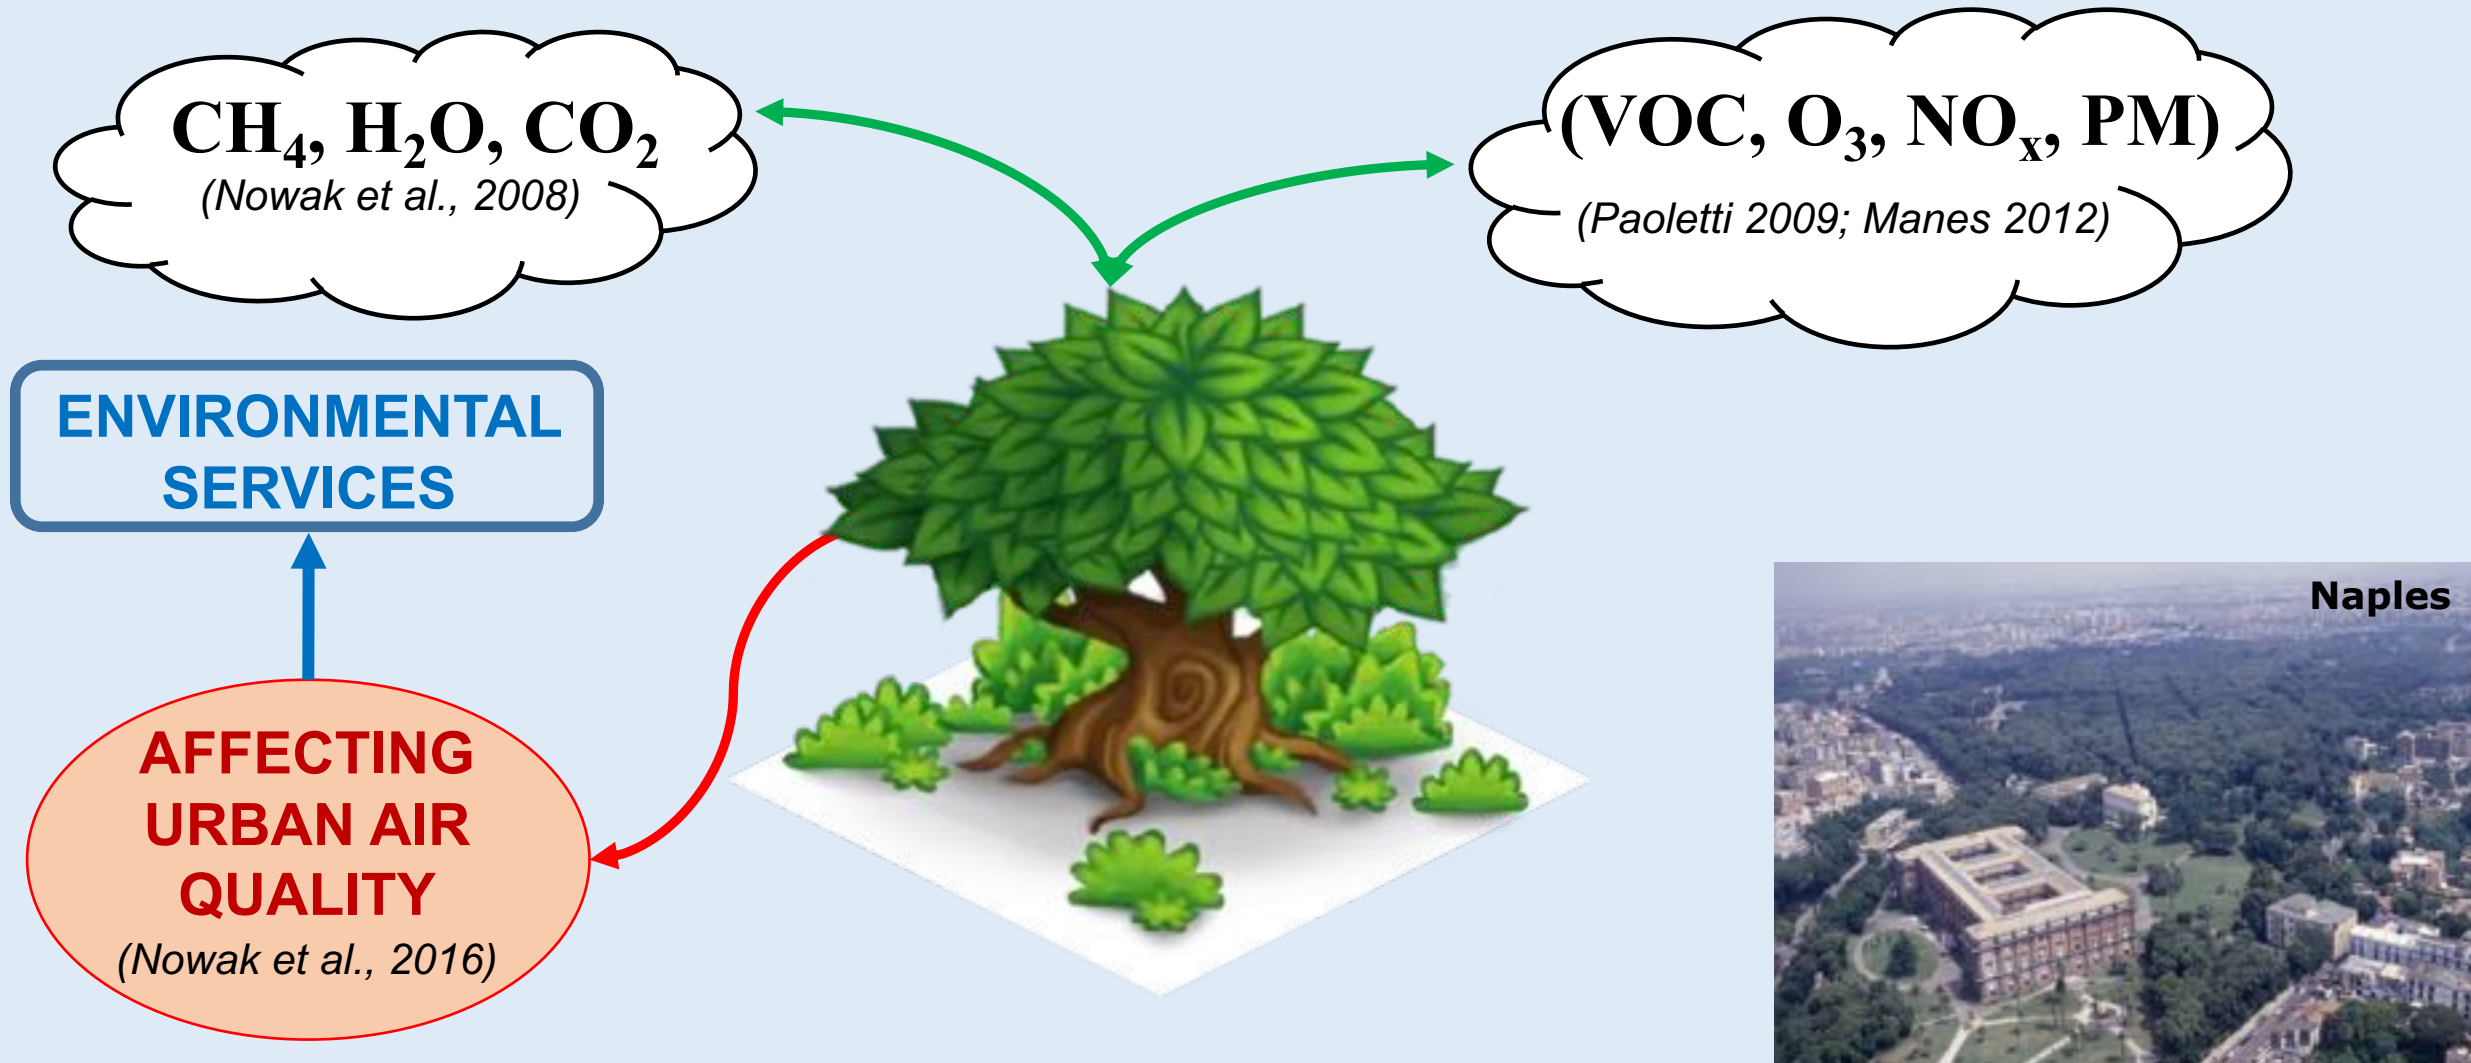 CH₄, H₂O, CO₂
(Nowak et al., 2008)
(VOC, O₃, NOₓ, PM)
(Paoletti 2009; Manes 2012)
ENVIRONMENTAL
SERVICES
Naples
AFFECTING
URBAN AIR
QUALITY
(Nowak et al., 2016)